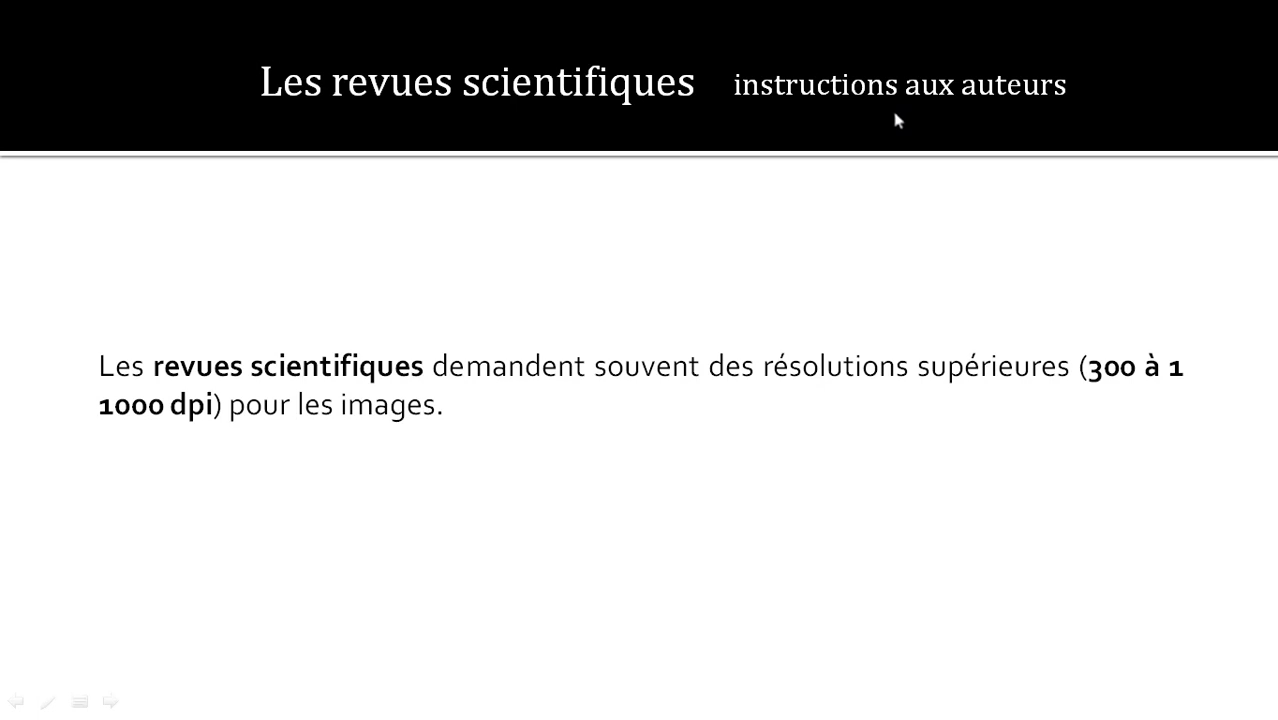 Les revues scientifiques instructions aux auteurs
Les revues scientifiques demandent souvent des résolutions supérieures (300 à 1
1000 dpi) pour les images.